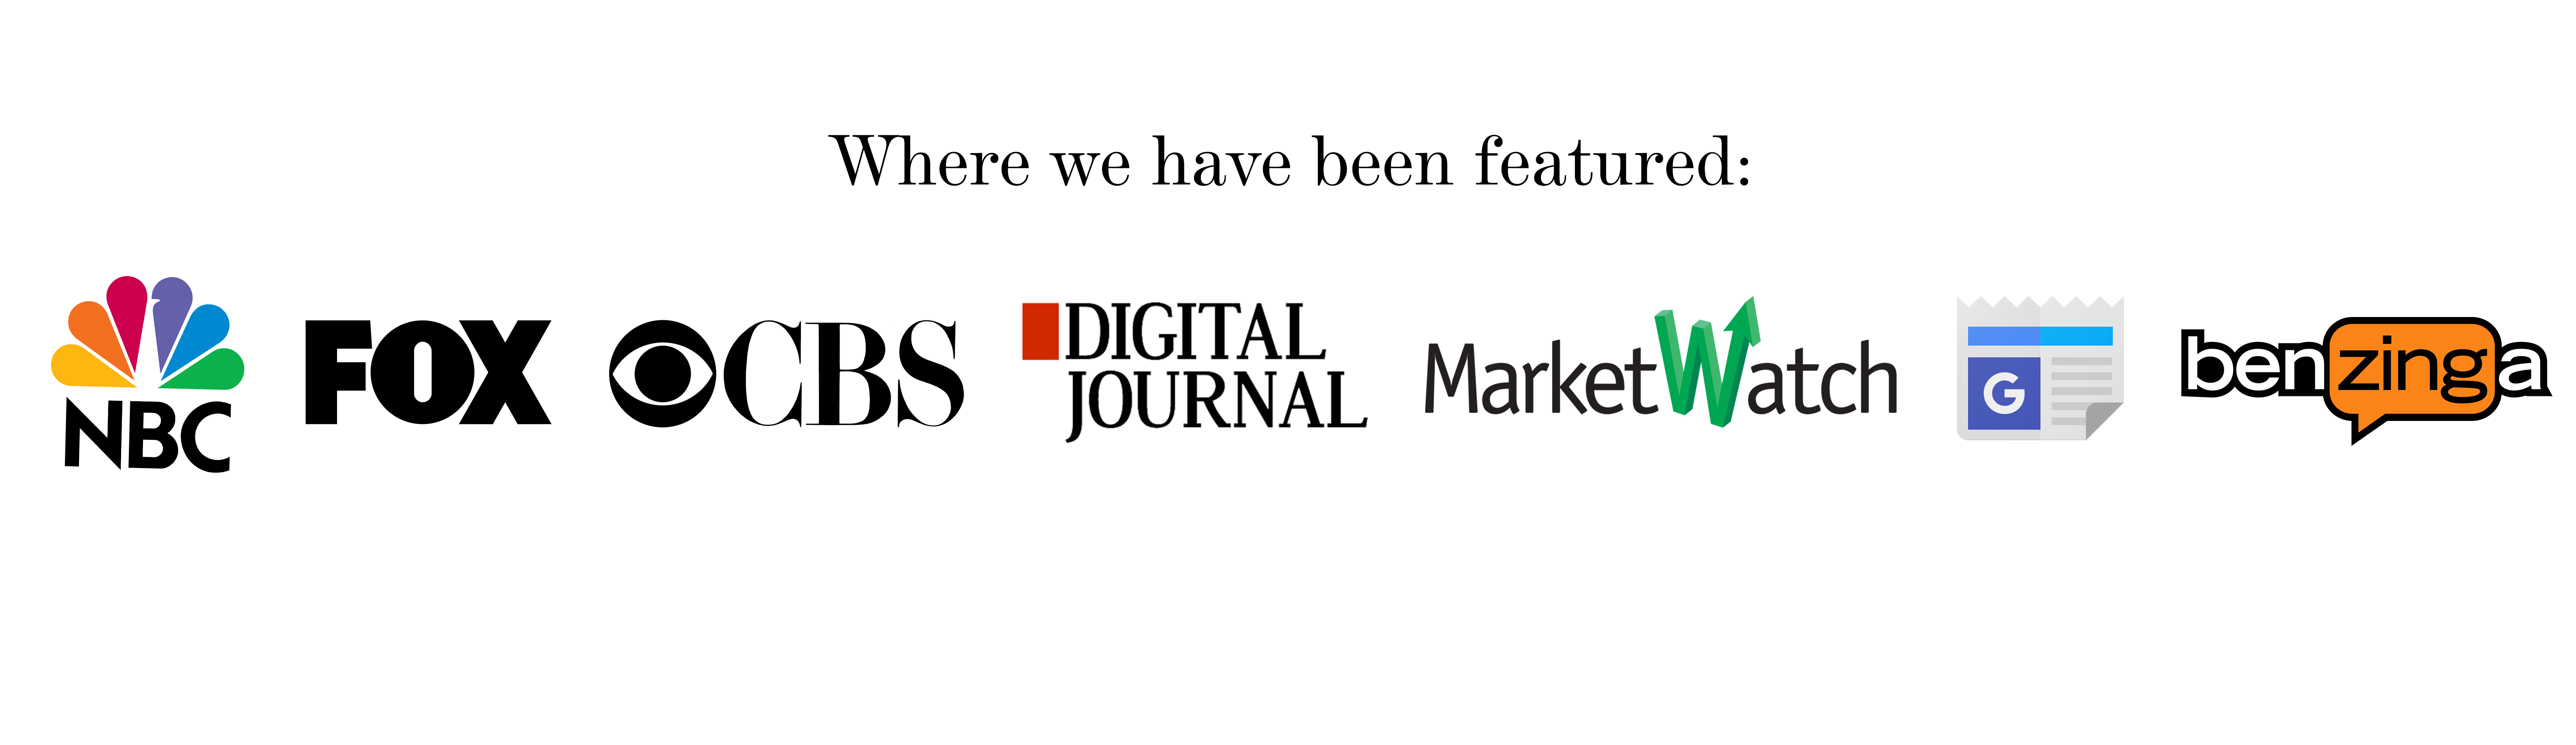 Where we have been featured:
NBC
FOX
CBS
DIGITAL
JOURNAL
MarketWatch
G
benzinga